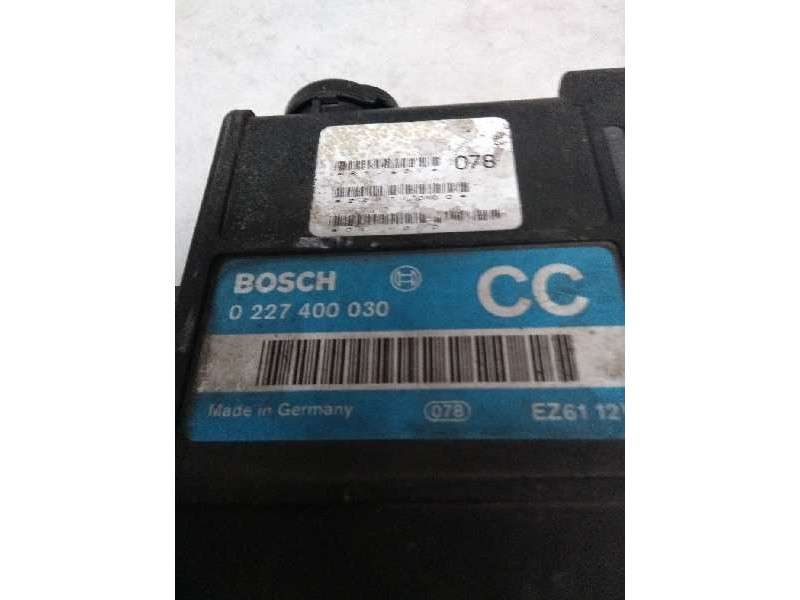 078
BOSCH
CC
0 227 400 030
Made in Germany
078
EZ61 12V